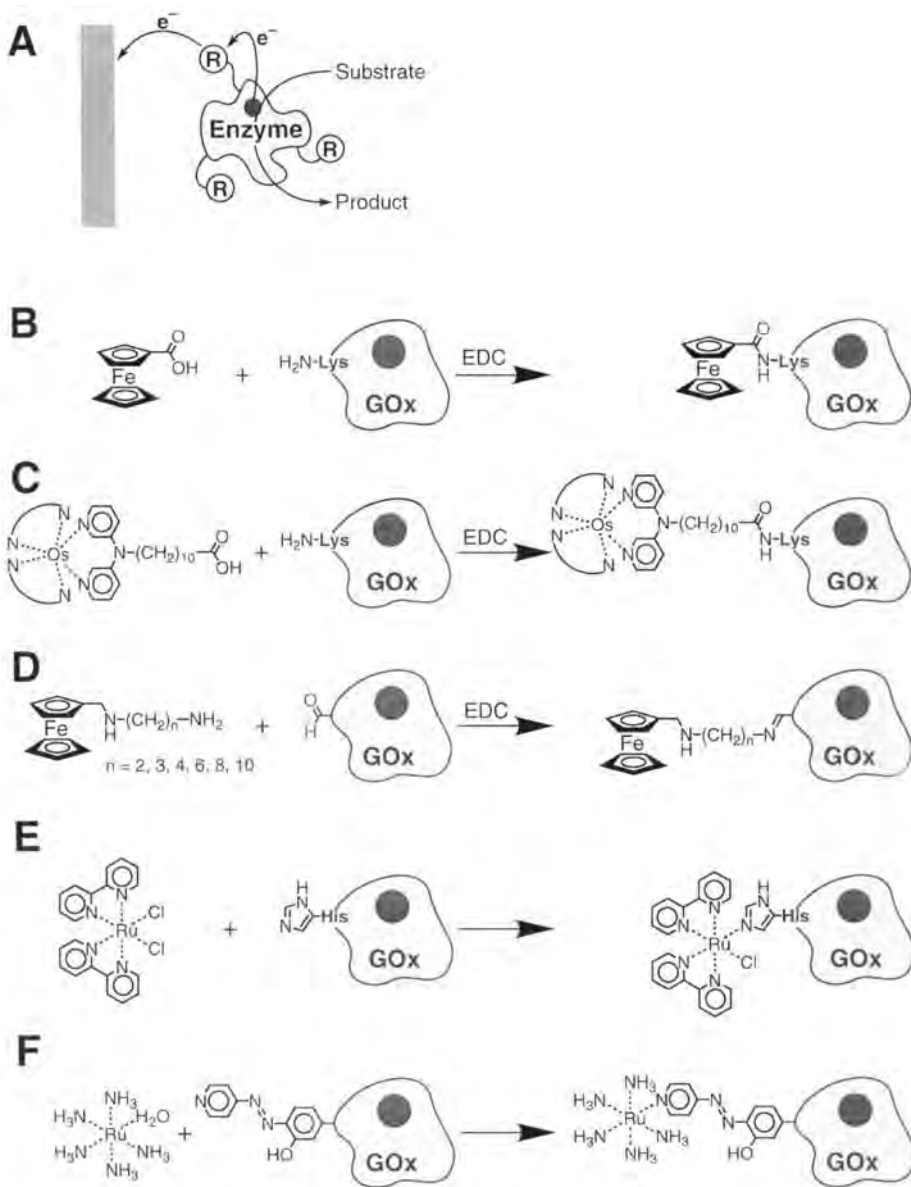 A
e⁻
e⁻
R
Substrate
Enzyme
R
R
Product
B
O
OH
Fe
+
H₂N-Lys
GOx
EDC
O
N-Lys
H
Fe
GOx
C
N
N
N
N
Os
N
N
N-(CH₂)₁₀
O
OH
+
H₂N-Lys
GOx
EDC
N
N
N
N
Os
N
N
N-(CH₂)₁₀
O
N-Lys
H
GOx
D
Fe
N-(CH₂)ₙ-NH₂
H
n = 2, 3, 4, 6, 8, 10
+
O
H
GOx
EDC
Fe
N-(CH₂)ₙ-N
H
GOx
E
N
N
Ru
Cl
Cl
N
N
+
H
N
N
His
GOx
N
N
Ru
Cl
N
N
H
N
N
His
GOx
F
NH₃
H₃N
H₂O
Ru
H₃N
NH₃
NH₃
+
N
N
N
HO
GOx
NH₃
H₃N
N
Ru
H₃N
NH₃
NH₃
N
N
HO
GOx